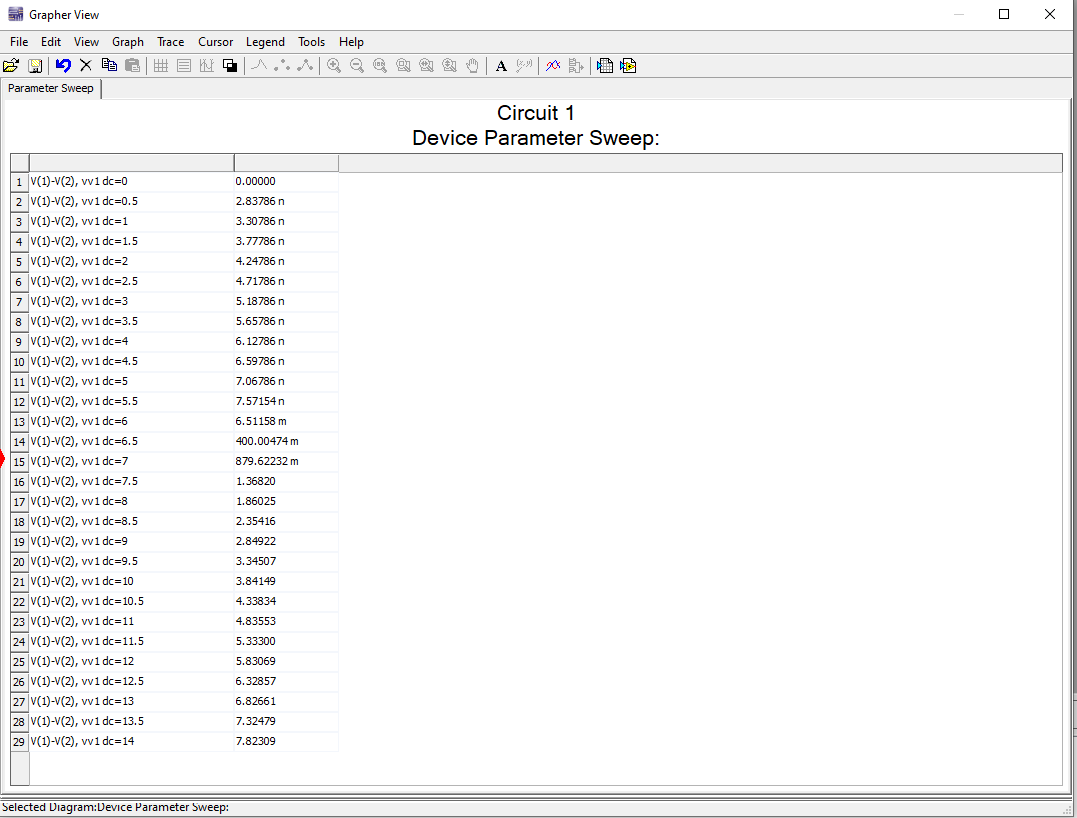 Grapher View
File Edit View Graph Trace Cursor Legend Tools Help
A
Parameter Sweep
Circuit 1
Device Parameter Sweep:
1 V(1)-V(2), vv1 dc=0 0.00000
2 V(1)-V(2), vv1 dc=0.5 2.83786 n
3 V(1)-V(2), vv1 dc=1 3.30786 n
4 V(1)-V(2), vv1 dc=1.5 3.77786 n
5 V(1)-V(2), vv1 dc=2 4.24786 n
6 V(1)-V(2), vv1 dc=2.5 4.71786 n
7 V(1)-V(2), vv1 dc=3 5.18786 n
8 V(1)-V(2), vv1 dc=3.5 5.65786 n
9 V(1)-V(2), vv1 dc=4 6.12786 n
10 V(1)-V(2), vv1 dc=4.5 6.59786 n
11 V(1)-V(2), vv1 dc=5 7.06786 n
12 V(1)-V(2), vv1 dc=5.5 7.57154 n
13 V(1)-V(2), vv1 dc=6 6.51158 m
14 V(1)-V(2), vv1 dc=6.5 400.00474 m
15 V(1)-V(2), vv1 dc=7 879.62232 m
16 V(1)-V(2), vv1 dc=7.5 1.36820
17 V(1)-V(2), vv1 dc=8 1.86025
18 V(1)-V(2), vv1 dc=8.5 2.35416
19 V(1)-V(2), vv1 dc=9 2.84922
20 V(1)-V(2), vv1 dc=9.5 3.34507
21 V(1)-V(2), vv1 dc=10 3.84149
22 V(1)-V(2), vv1 dc=10.5 4.33834
23 V(1)-V(2), vv1 dc=11 4.83553
24 V(1)-V(2), vv1 dc=11.5 5.33300
25 V(1)-V(2), vv1 dc=12 5.83069
26 V(1)-V(2), vv1 dc=12.5 6.32857
27 V(1)-V(2), vv1 dc=13 6.82661
28 V(1)-V(2), vv1 dc=13.5 7.32479
29 V(1)-V(2), vv1 dc=14 7.82309
Selected Diagram:Device Parameter Sweep: